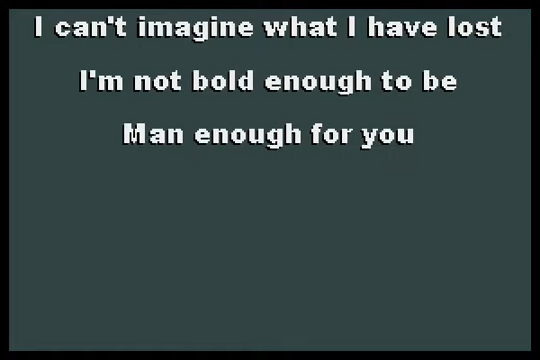 I can't imagine what I have lost
I'm not bold enough to be
Man enough for you